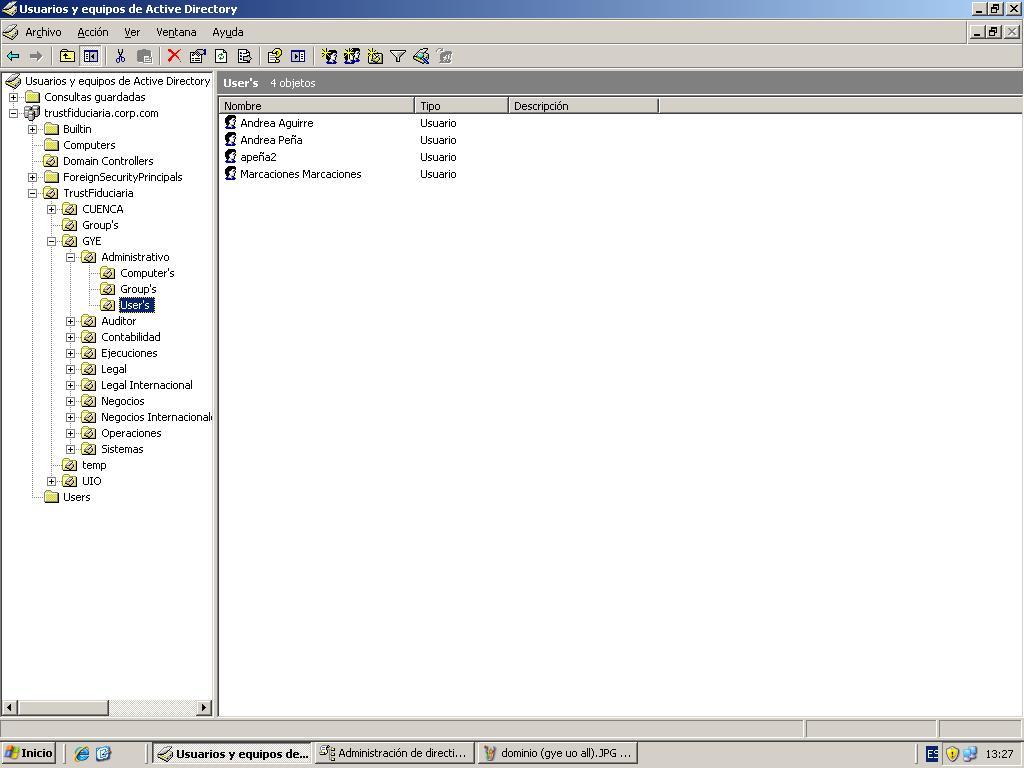 Usuarios y equipos de Active Directory
Archivo Acción Ver Ventana Ayuda
Usuarios y equipos de Active Directory
Consultas guardadas
trustfiduciaria.corp.com
Builtin
Computers
Domain Controllers
ForeignSecurityPrincipals
TrustFiduciaria
CUENCA
Group's
GYE
Administrativo
Computer's
Group's
User's
Auditor
Contabilidad
Ejecuciones
Legal
Legal Internacional
Negocios
Negocios Internacional
Operaciones
Sistemas
temp
UIO
Users
User's 4 objetos
Nombre Tipo Descripción
Andrea Aguirre Usuario
Andrea Peña Usuario
apeña2 Usuario
Marcaciones Marcaciones Usuario
Inicio Usuarios y equipos de... Administración de directi... dominio (gye uo all).JPG ... ES 13:27